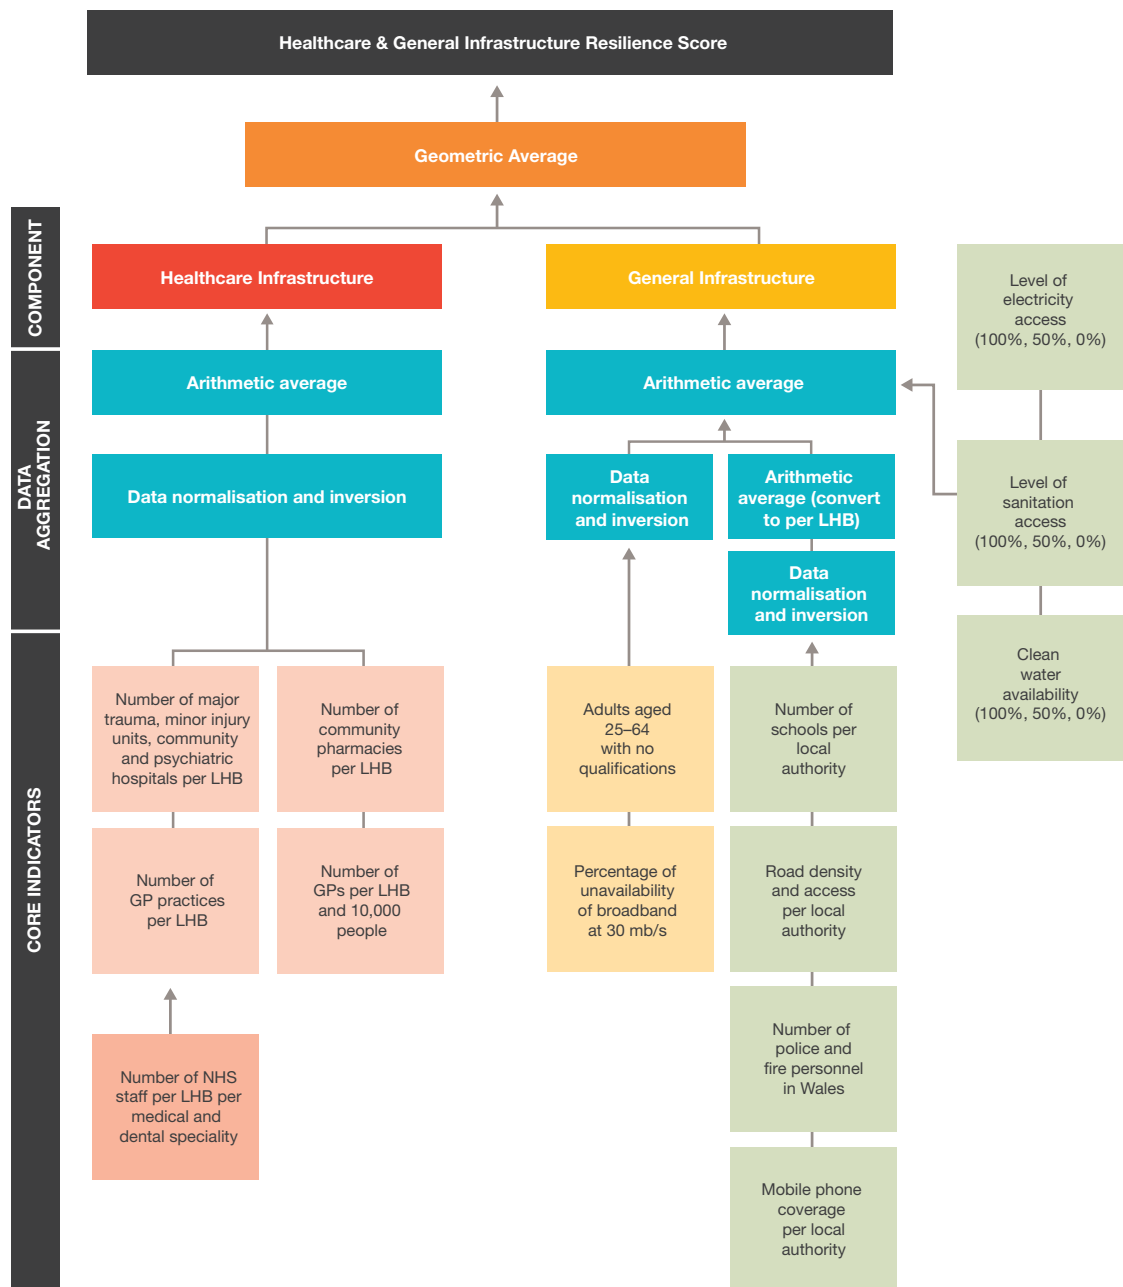 Healthcare & General Infrastructure Resilience Score
Geometric Average
COMPONENT
Healthcare Infrastructure
General Infrastructure
Level of
electricity
access
(100%, 50%, 0%)
DATA
AGGREGATION
Arithmetic average
Arithmetic average
Data normalisation and inversion
Data
normalisation
and inversion
Arithmetic
average (convert
to per LHB)
Level of
sanitation
access
(100%, 50%, 0%)
Data
normalisation
and inversion
Clean
water
availability
(100%, 50%, 0%)
CORE INDICATORS
Number of major
trauma, minor injury
units, community
and psychiatric
hospitals per LHB
Number of
community
pharmacies
per LHB
Adults aged
25–64
with no
qualifications
Number of
schools per
local
authority
Number of
GP practices
per LHB
Number of
GPs per LHB
and 10,000
people
Percentage of
unavailability
of broadband
at 30 mb/s
Road density
and access
per local
authority
Number of NHS
staff per LHB per
medical and
dental speciality
Number of
police and
fire personnel
in Wales
Mobile phone
coverage
per local
authority